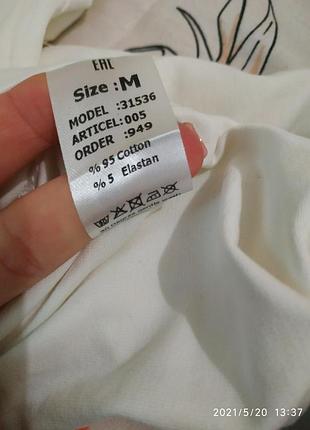 EAC
Size :M
MODEL :31536
ARTICEL:005
ORDER :949
% 95 Cotton
% 5 Elastan
2021/5/20 13:37